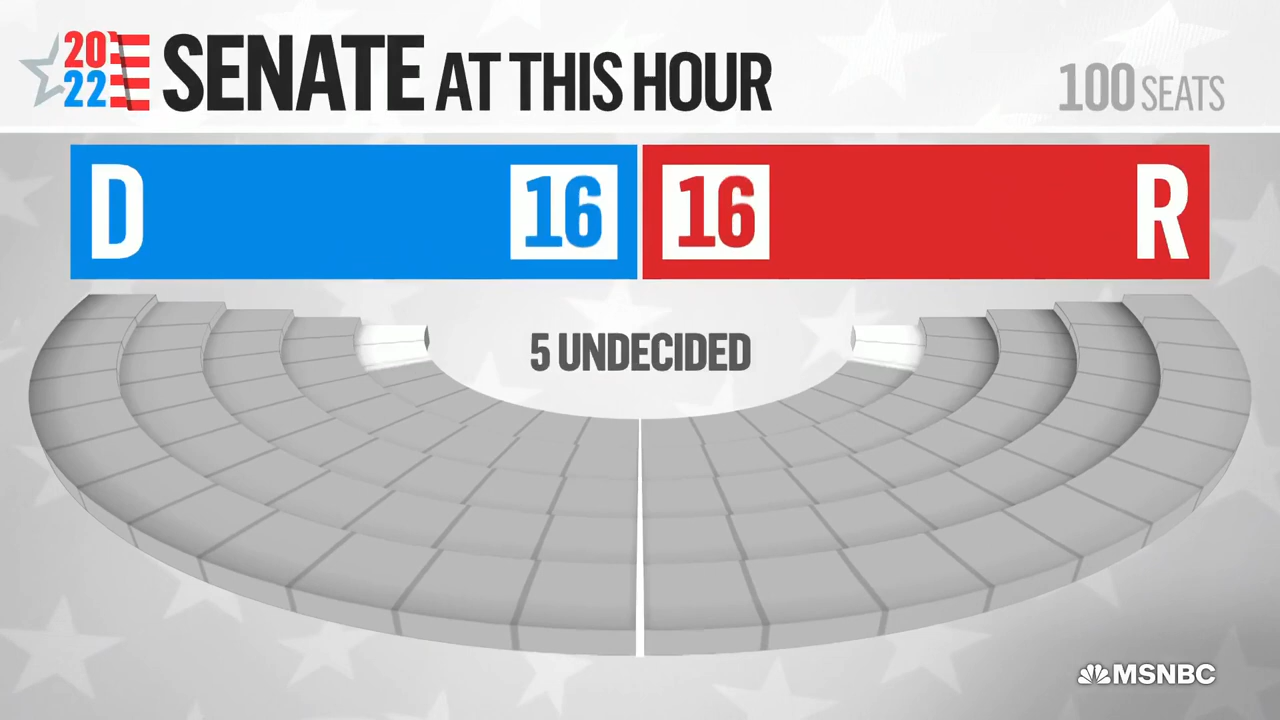 20
22
SENATE AT THIS HOUR
100 SEATS
D 16 16 R
5 UNDECIDED
MSNBC